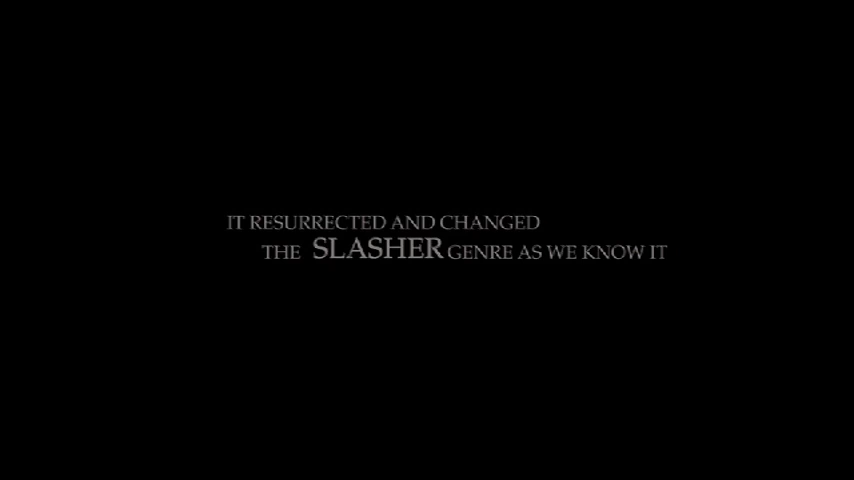 IT RESURRECTED AND CHANGED
THE SLASHER GENRE AS WE KNOW IT